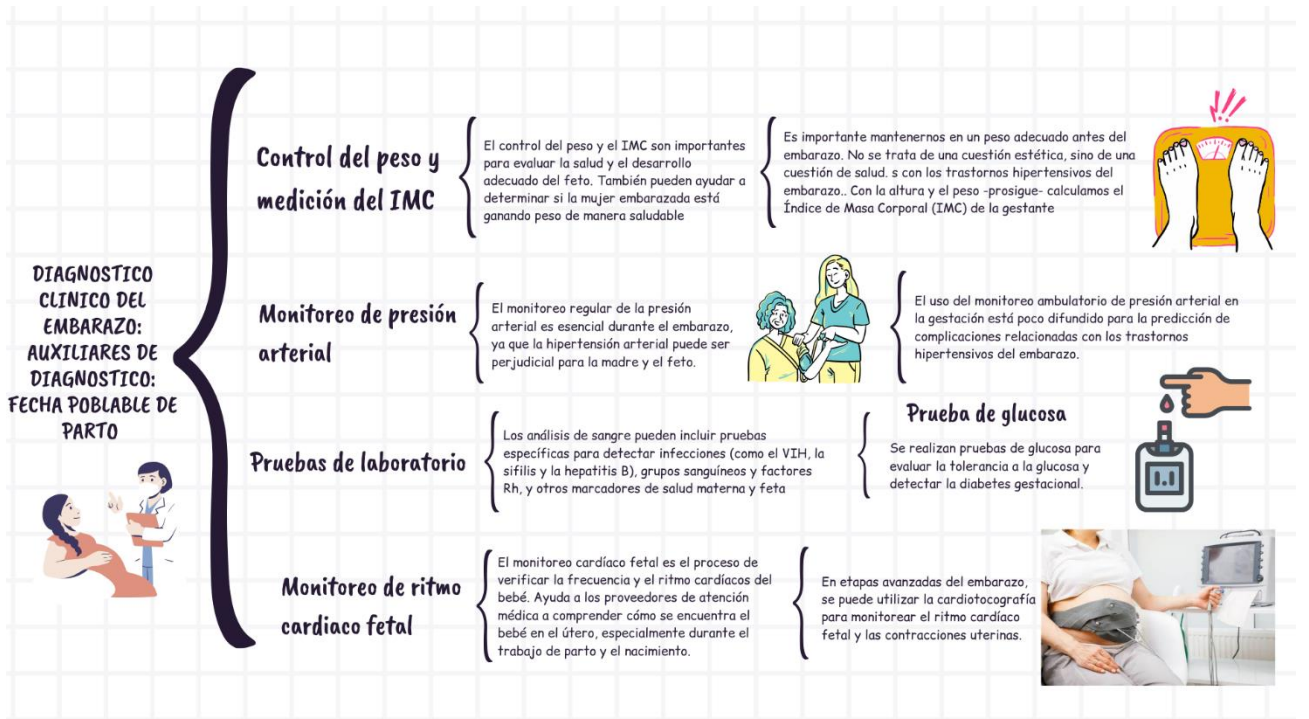 DIAGNOSTICO
CLINICO DEL
EMBARAZO:
AUXILIARES DE
DIAGNOSTICO:
FECHA POBLABLE DE
PARTO
Control del peso y
medición del IMC
El control del peso y el IMC son importantes
para evaluar la salud y el desarrollo
adecuado del feto. También pueden ayudar a
determinar si la mujer embarazada está
ganando peso de manera saludable
Es importante mantenernos en un peso adecuado antes del
embarazo. No se trata de una cuestión estética, sino de una
cuestión de salud. s con los trastornos hipertensivos del
embarazo.. Con la altura y el peso -prosigue- calculamos el
Índice de Masa Corporal (IMC) de la gestante
Monitoreo de presión
arterial
El monitoreo regular de la presión
arterial es esencial durante el embarazo,
ya que la hipertensión arterial puede ser
perjudicial para la madre y el feto.
El uso del monitoreo ambulatorio de presión arterial en
la gestación está poco difundido para la predicción de
complicaciones relacionadas con los trastornos
hipertensivos del embarazo.
Pruebas de laboratorio
Los análisis de sangre pueden incluir pruebas
específicas para detectar infecciones (como el VIH, la
sífilis y la hepatitis B), grupos sanguíneos y factores
Rh, y otros marcadores de salud materna y feta
Prueba de glucosa
Se realizan pruebas de glucosa para
evaluar la tolerancia a la glucosa y
detectar la diabetes gestacional.
1.1
Monitoreo de ritmo
cardiaco fetal
El monitoreo cardíaco fetal es el proceso de
verificar la frecuencia y el ritmo cardíacos del
bebé. Ayuda a los proveedores de atención
médica a comprender cómo se encuentra el
bebé en el útero, especialmente durante el
trabajo de parto y el nacimiento.
En etapas avanzadas del embarazo,
se puede utilizar la cardiotocografía
para monitorear el ritmo cardíaco
fetal y las contracciones uterinas.